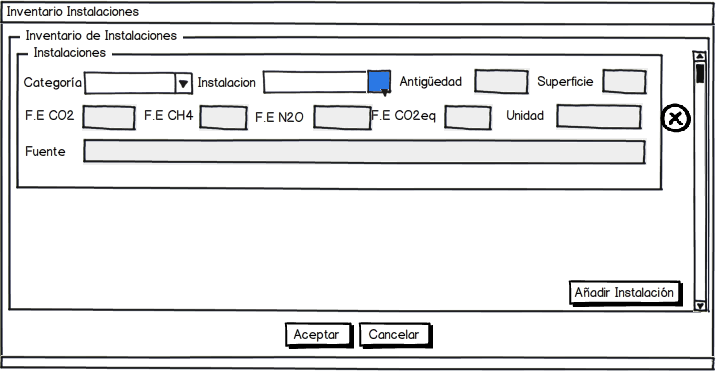 Inventario Instalaciones
Inventario de Instalaciones
Instalaciones
Categoría Instalacion Antigüedad Superficie
F.E CO2 F.E CH4 F.E N2O F.E CO2eq Unidad
Fuente
Añadir Instalación
Aceptar Cancelar